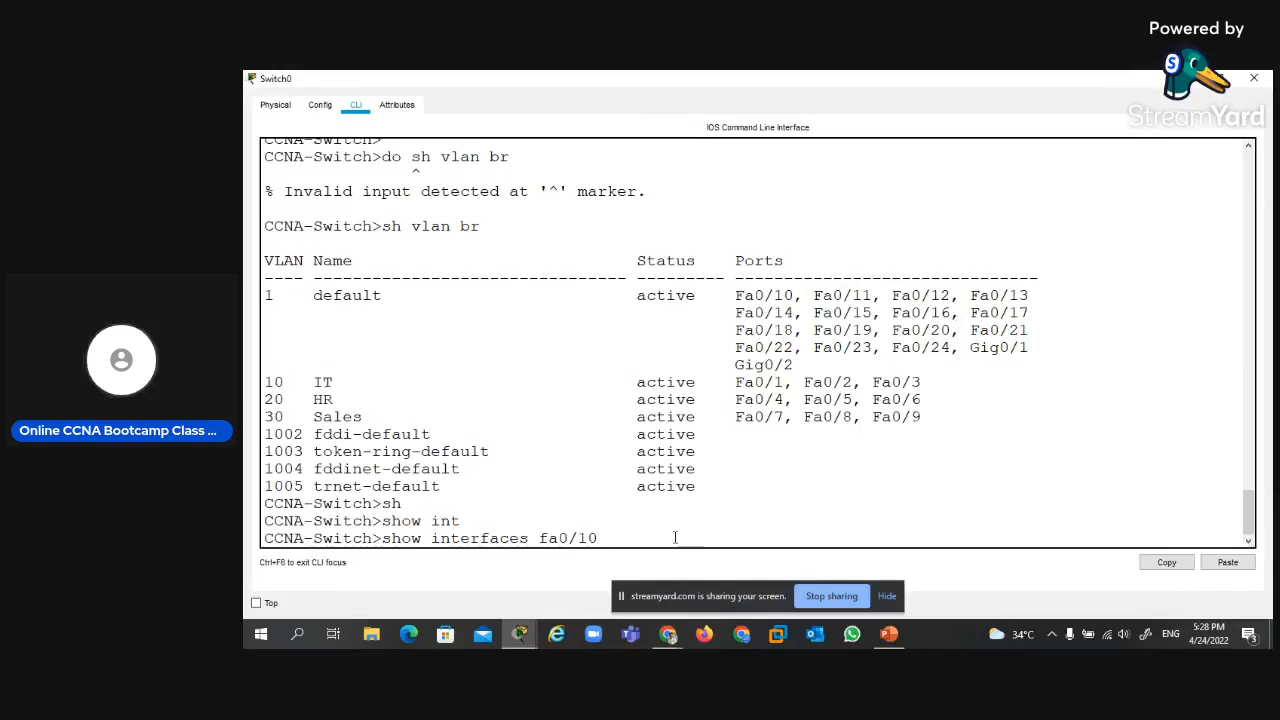 Powered by
S
StreamYard
Switch0
Physical Config CLI Attributes
IOS Command Line Interface
CCNA-Switch>
CCNA-Switch>do sh vlan br
^
% Invalid input detected at '^' marker.
CCNA-Switch>sh vlan br
VLAN Name Status Ports
---- -------------------------------- --------- -------------------------------
1 default active Fa0/10, Fa0/11, Fa0/12, Fa0/13
Fa0/14, Fa0/15, Fa0/16, Fa0/17
Fa0/18, Fa0/19, Fa0/20, Fa0/21
Fa0/22, Fa0/23, Fa0/24, Gig0/1
Gig0/2
10 IT active Fa0/1, Fa0/2, Fa0/3
20 HR active Fa0/4, Fa0/5, Fa0/6
30 Sales active Fa0/7, Fa0/8, Fa0/9
1002 fddi-default active
1003 token-ring-default active
1004 fddinet-default active
1005 trnet-default active
CCNA-Switch>sh
CCNA-Switch>show int
CCNA-Switch>show interfaces fa0/10
Ctrl+F6 to exit CLI focus
Copy Paste
Top
streamyard.com is sharing your screen. Stop sharing Hide
Online CCNA Bootcamp Class ...
34°C ENG 5:28 PM
4/24/2022
3